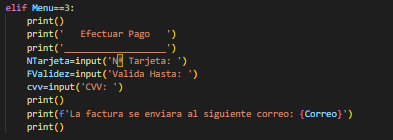 elif Menu==3:
    print()
    print('   Efectuar Pago   ')
    print('___________________')
    NTarjeta=input('N# Tarjeta: ')
    FValidez=input('Valida Hasta: ')
    cvv=input('CVV: ')
    print()
    print(f'La factura se enviara al siguiente correo: {Correo}')
    print()